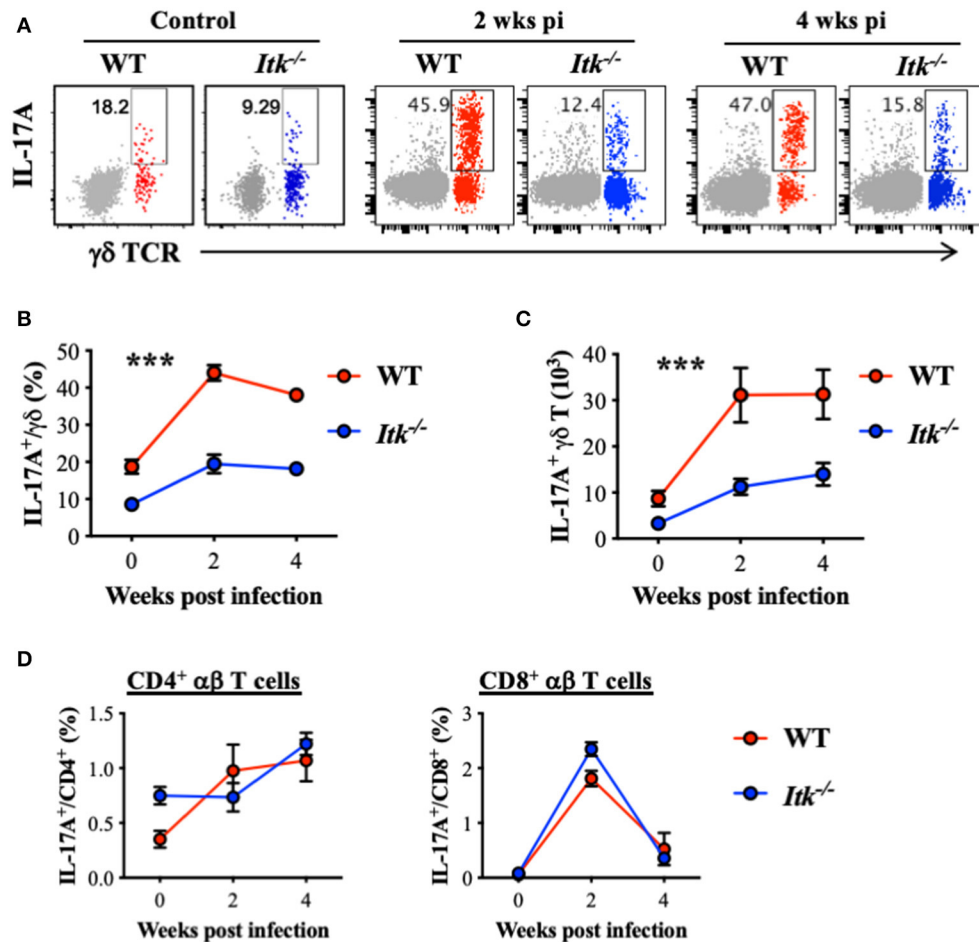 A
Control
2 wks pi
4 wks pi
WT
Itk-/-
WT
Itk-/-
WT
Itk-/-
IL-17A
18.2
9.29
45.9
12.4
47.0
15.8
γδ TCR
B
***
IL-17A+/γδ (%)
50
40
30
20
10
0
0
2
4
Weeks post infection
WT
Itk-/-
C
***
IL-17A+ γδ T (10³)
40
30
20
10
0
0
2
4
Weeks post infection
WT
Itk-/-
D
CD4+ αβ T cells
IL-17A+/CD4+ (%)
1.5
1.0
0.5
0.0
0
2
4
Weeks post infection
CD8+ αβ T cells
IL-17A+/CD8+ (%)
3
2
1
0
0
2
4
Weeks post infection
WT
Itk-/-